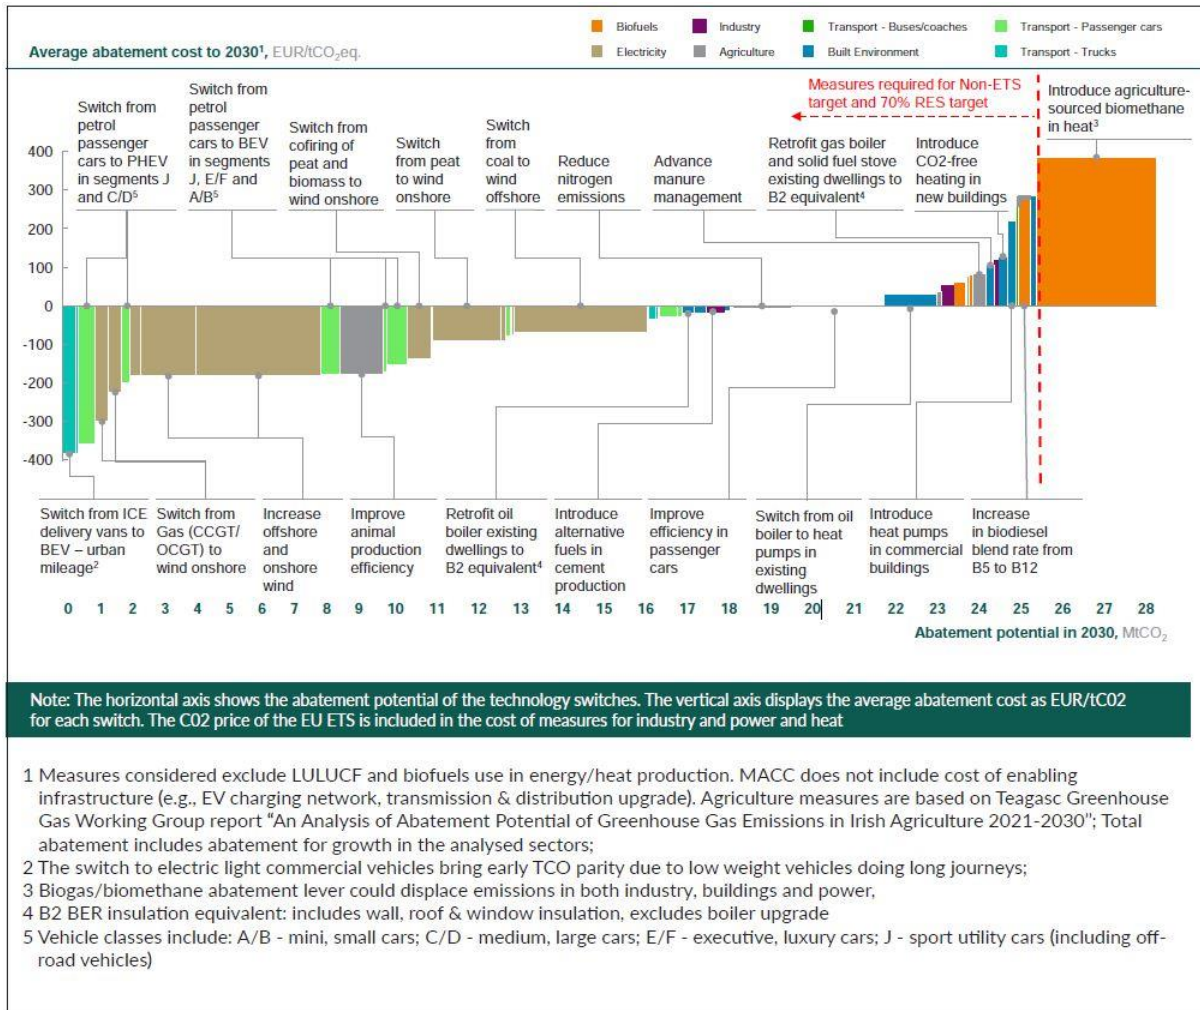 Average abatement cost to 2030¹, EUR/tCO₂eq.
Biofuels
Industry
Transport - Buses/coaches
Transport - Passenger cars
Electricity
Agriculture
Built Environment
Transport - Trucks
Measures required for Non-ETS
target and 70% RES target
Switch from
petrol
passenger
cars to PHEV
in segments J
and C/D⁵
Switch from
petrol
passenger
cars to BEV
in segments
J, E/F and
A/B⁵
Switch from
cofiring of
peat and
biomass to
wind onshore
Switch
from peat
to wind
onshore
Switch
from
coal to
wind
offshore
Reduce
nitrogen
emissions
Advance
manure
management
Retrofit gas boiler
and solid fuel stove
existing dwellings to
B2 equivalent⁴
Introduce
CO2-free
heating in
new buildings
Introduce agriculture-
sourced biomethane
in heat³
400
300
200
100
0
-100
-200
-300
-400
Switch from ICE
delivery vans to
BEV – urban
mileage²
Switch from
Gas (CCGT/
OCGT) to
wind onshore
Increase
offshore
and
onshore
wind
Improve
animal
production
efficiency
Retrofit oil
boiler existing
dwellings to
B2 equivalent⁴
Introduce
alternative
fuels in
cement
production
Improve
efficiency in
passenger
cars
Switch from oil
boiler to heat
pumps in
existing
dwellings
Introduce
heat pumps
in commercial
buildings
Increase
in biodiesel
blend rate from
B5 to B12
0 1 2 3 4 5 6 7 8 9 10 11 12 13 14 15 16 17 18 19 20 21 22 23 24 25 26 27 28
Abatement potential in 2030, MtCO₂
Note: The horizontal axis shows the abatement potential of the technology switches. The vertical axis displays the average abatement cost as EUR/tC02
for each switch. The C02 price of the EU ETS is included in the cost of measures for industry and power and heat
1 Measures considered exclude LULUCF and biofuels use in energy/heat production. MACC does not include cost of enabling
infrastructure (e.g., EV charging network, transmission & distribution upgrade). Agriculture measures are based on Teagasc Greenhouse
Gas Working Group report “An Analysis of Abatement Potential of Greenhouse Gas Emissions in Irish Agriculture 2021-2030”; Total
abatement includes abatement for growth in the analysed sectors;
2 The switch to electric light commercial vehicles bring early TCO parity due to low weight vehicles doing long journeys;
3 Biogas/biomethane abatement lever could displace emissions in both industry, buildings and power,
4 B2 BER insulation equivalent: includes wall, roof & window insulation, excludes boiler upgrade
5 Vehicle classes include: A/B - mini, small cars; C/D - medium, large cars; E/F - executive, luxury cars; J - sport utility cars (including off-
road vehicles)